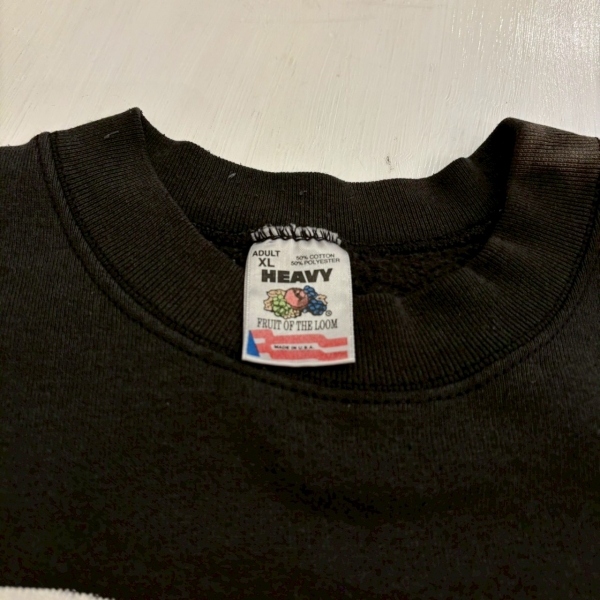 ADULT
XL
50% COTTON
50% POLYESTER
HEAVY
®
FRUIT OF THE LOOM
MADE IN U.S.A.